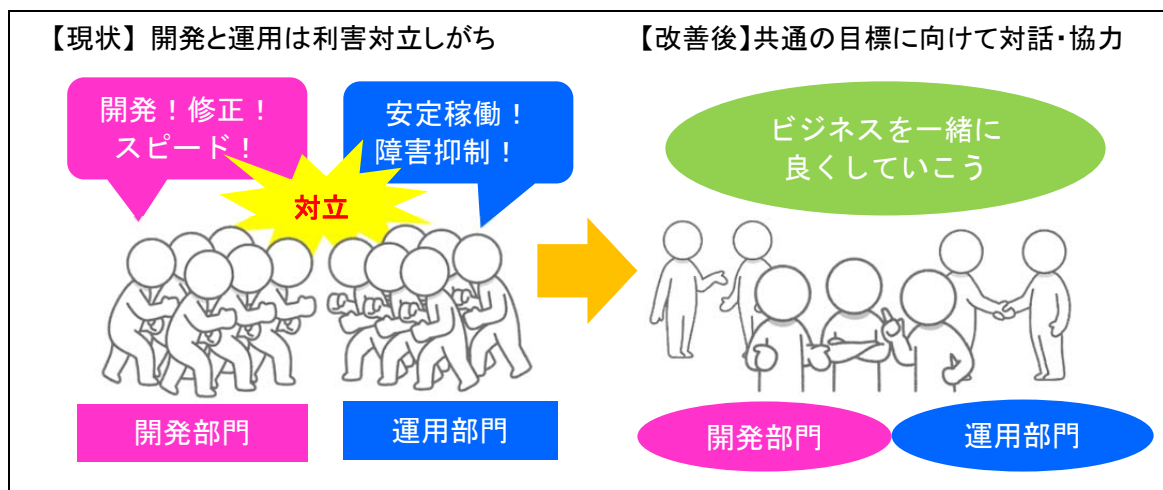 【現状】 開発と運用は利害対立しがち
開発!修正!
スピード!
安定稼働!
障害抑制!
対立
開発部門
運用部門
【改善後】共通の目標に向けて対話・協力
ビジネスを一緒に
良くしていこう
開発部門
運用部門